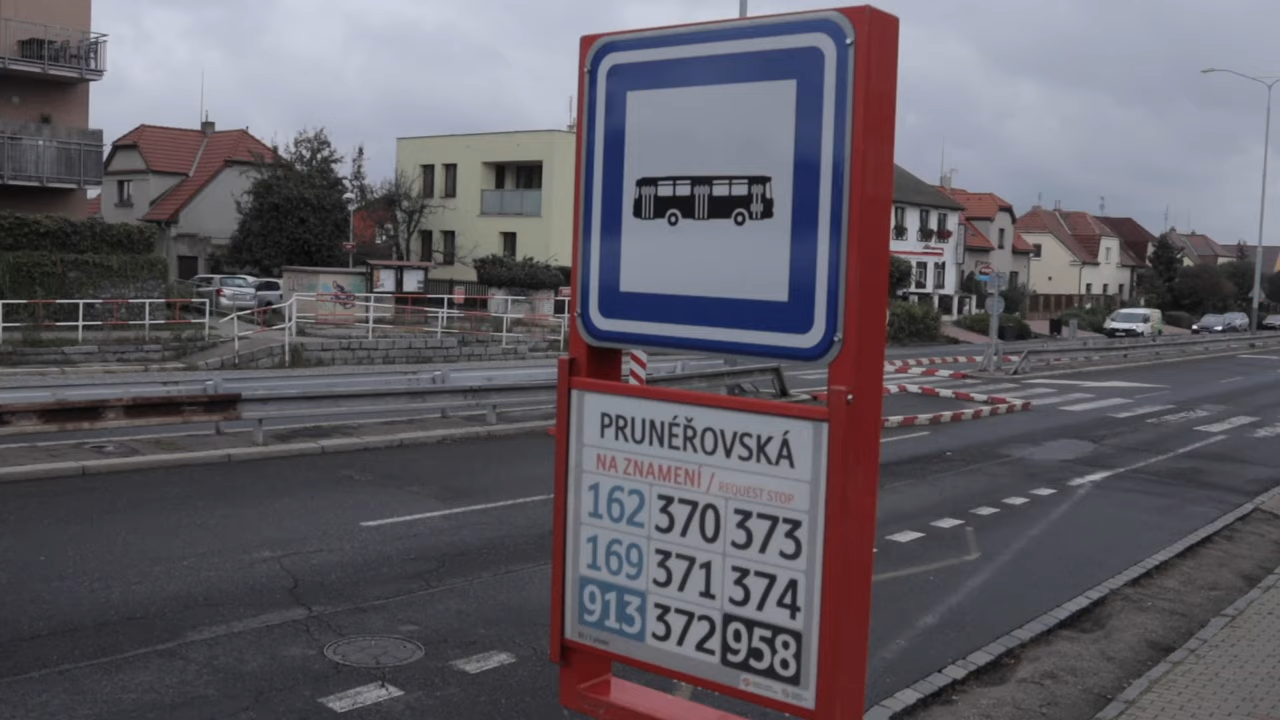 PRUNÉŘOVSKÁ
NA ZNAMENÍ / REQUEST STOP
162 370 373
169 371 374
913 372 958